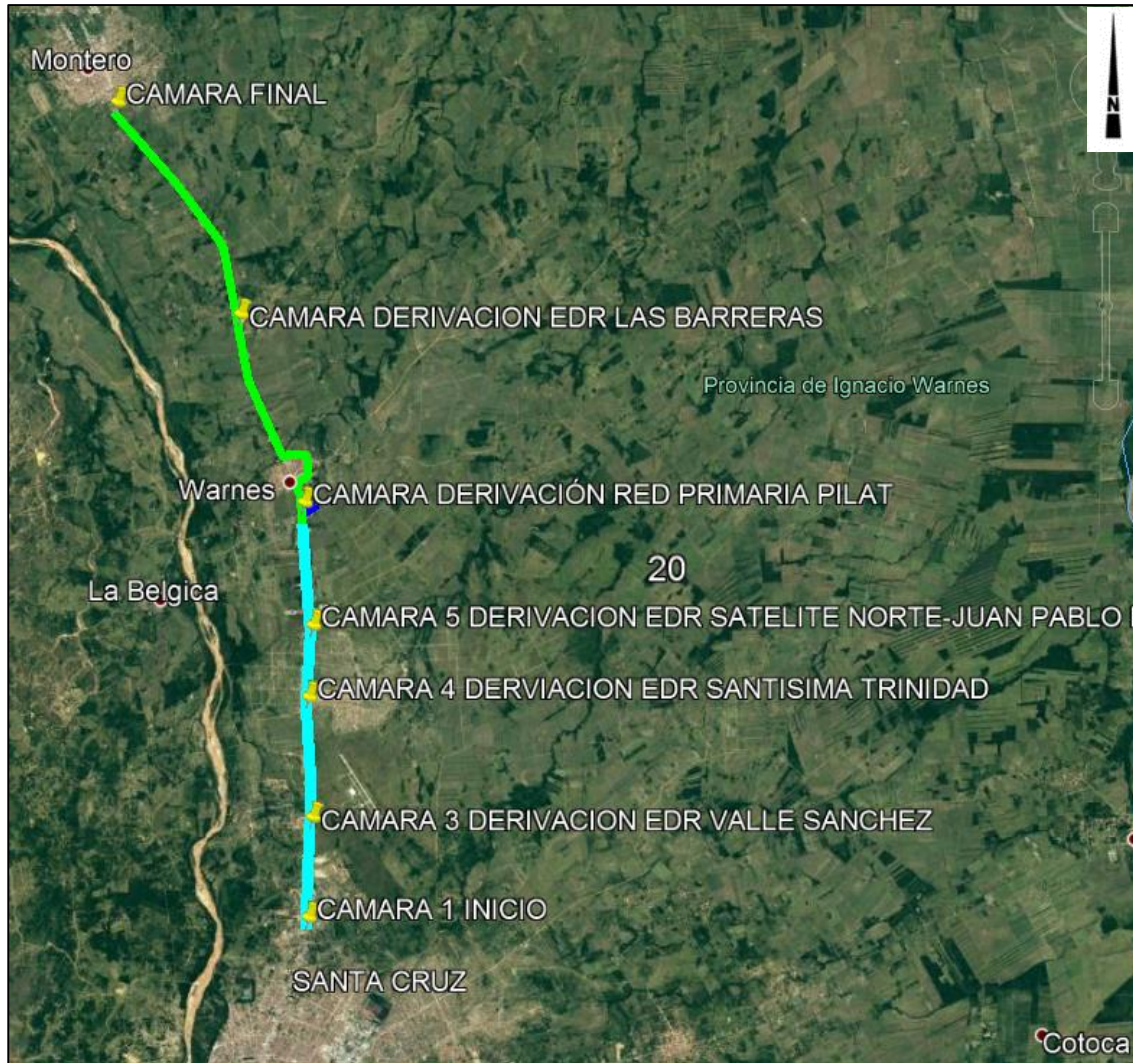 Montero
CAMARA FINAL
N
CAMARA DERIVACION EDR LAS BARRERAS
Provincia de Ignacio Warnes
Warnes
CAMARA DERIVACIÓN RED PRIMARIA PILAT
20
La Belgica
CAMARA 5 DERIVACION EDR SATELITE NORTE-JUAN PABLO
CAMARA 4 DERVIACION EDR SANTISIMA TRINIDAD
CAMARA 3 DERIVACION EDR VALLE SANCHEZ
CAMARA 1 INICIO
SANTA CRUZ
Cotoca